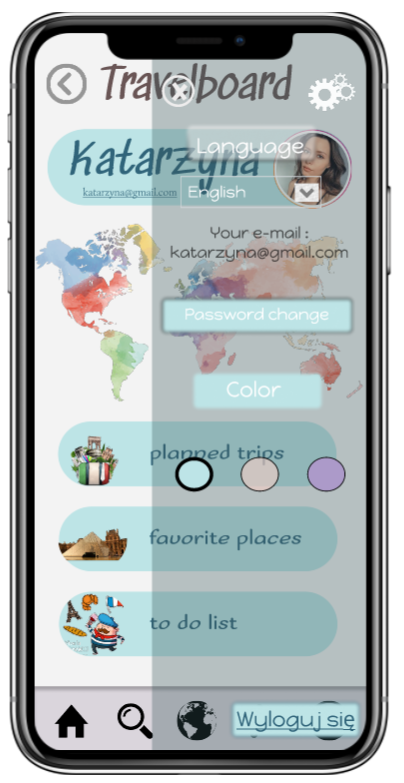 Travelboard
Katarzyna
katarzyna@gmail.com
Language
English
Your e-mail :
katarzyna@gmail.com
Password change
Color
planned trips
favorite places
to do list
Wyloguj się